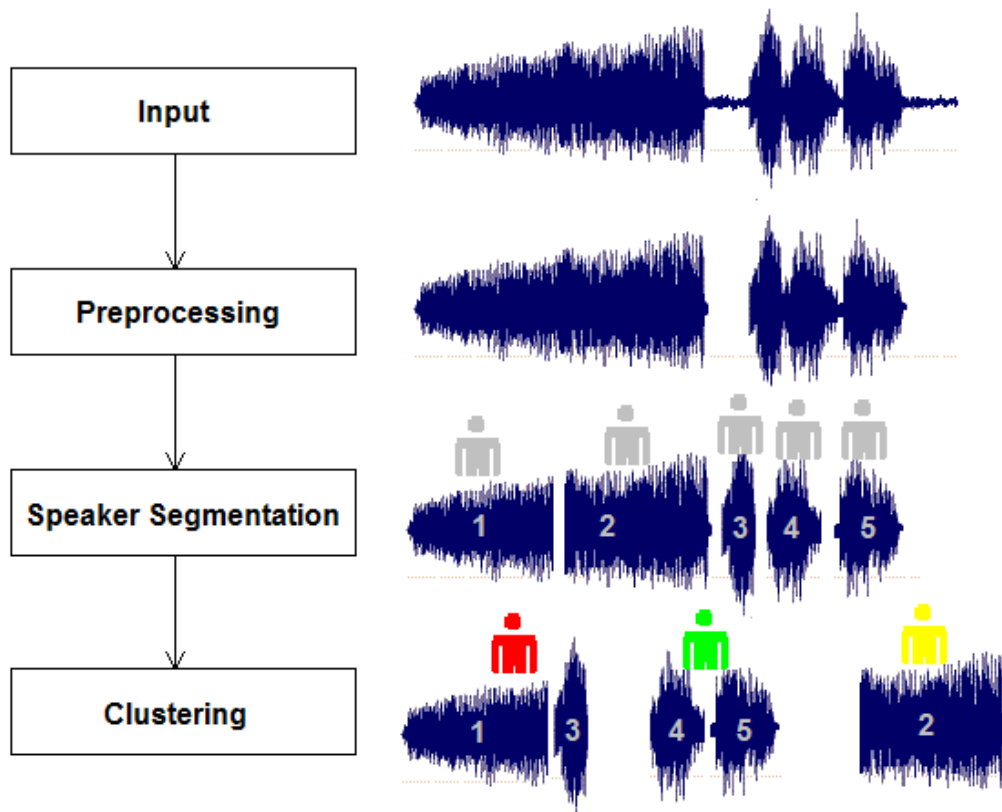 Input
Preprocessing
Speaker Segmentation
1 2 3 4 5
Clustering
1 3 4 5 2